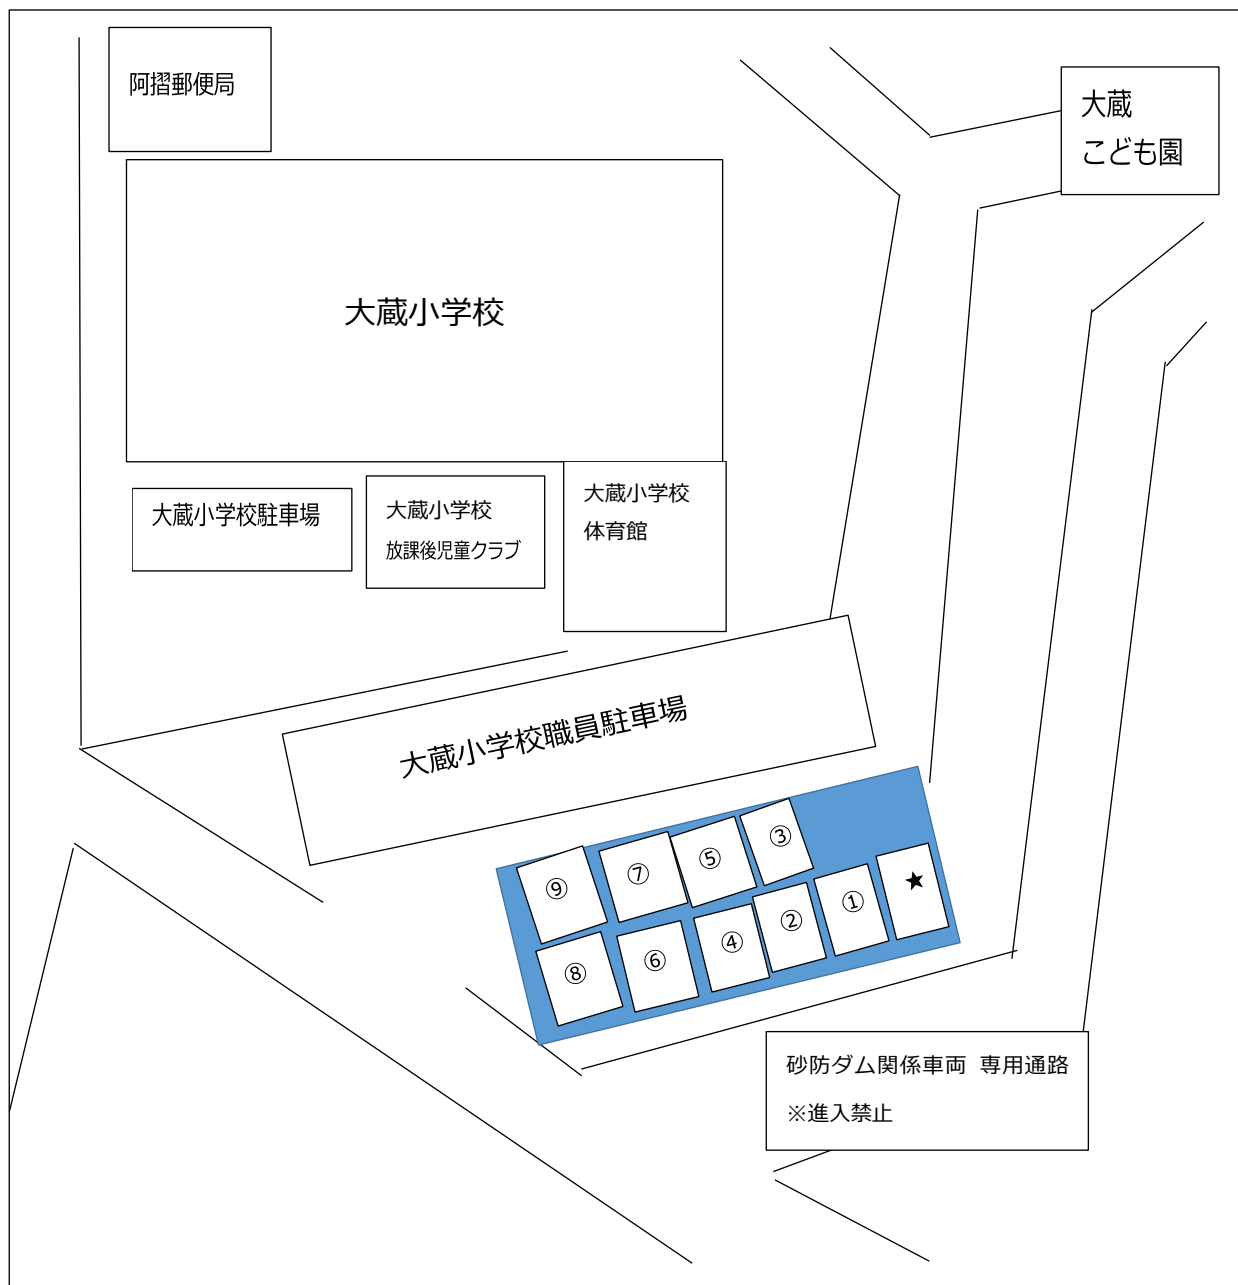 阿摺郵便局
大蔵
こども園
大蔵小学校
大蔵小学校駐車場
大蔵小学校
放課後児童クラブ
大蔵小学校
体育館
大蔵小学校職員駐車場
③
⑤
⑦
⑨
★
①
②
④
⑥
⑧
砂防ダム関係車両 専用通路
※進入禁止